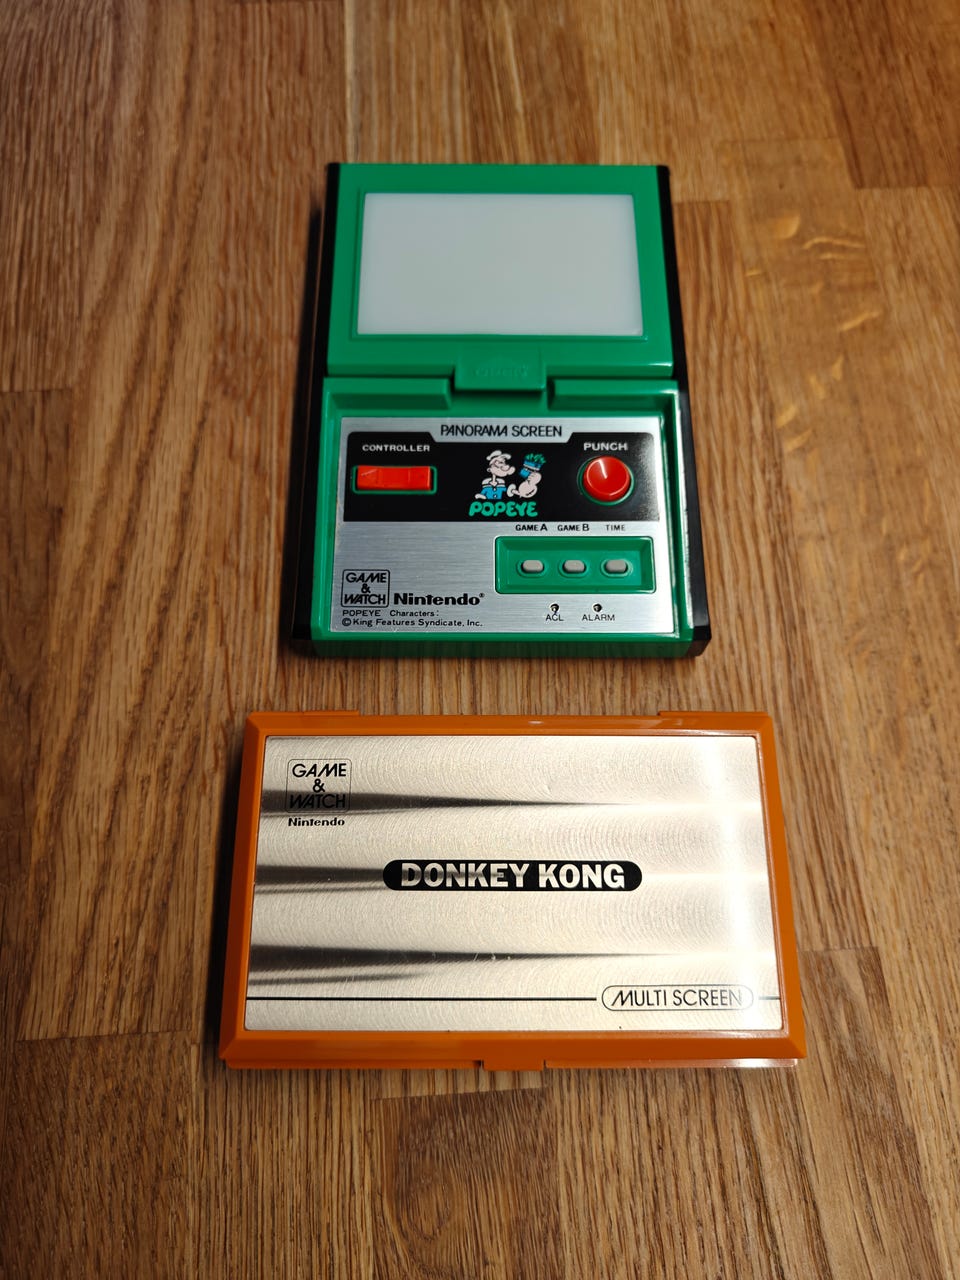 PANORAMA SCREEN
CONTROLLER
PUNCH
POPEYE
GAME A GAME B TIME
GAME
&
WATCH
Nintendo®
POPEYE Characters:
© King Features Syndicate, Inc.
ACL ALARM
GAME
&
WATCH
Nintendo
DONKEY KONG
MULTI SCREEN